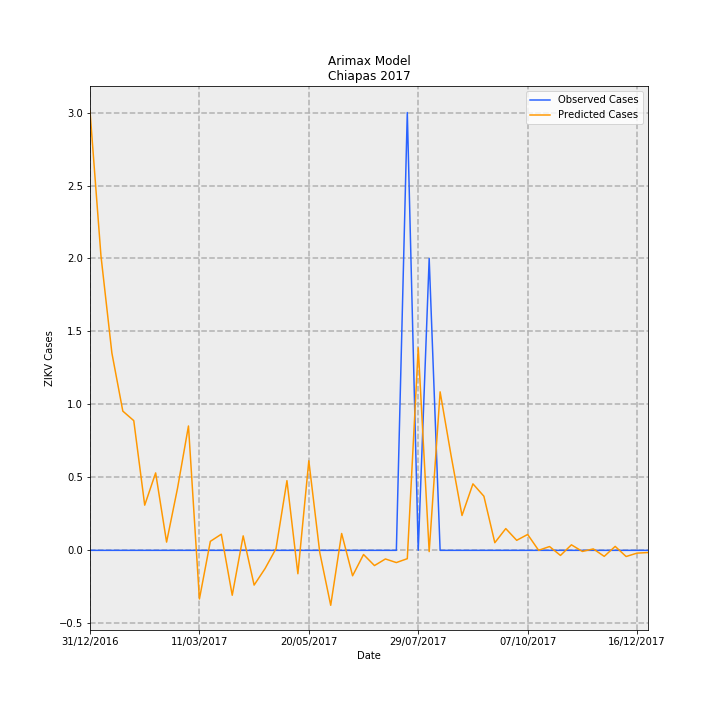 Arimax Model
Chiapas 2017
Observed Cases
Predicted Cases
3.0
2.5
2.0
1.5
1.0
0.5
0.0
−0.5
ZIKV Cases
31/12/2016 11/03/2017 20/05/2017 29/07/2017 07/10/2017 16/12/2017
Date